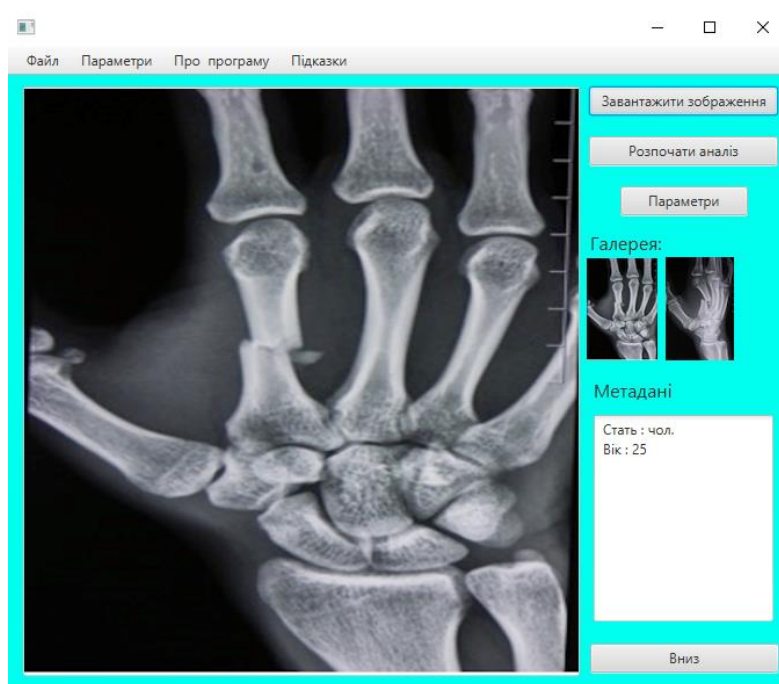 Файл Параметри Про програму Підказки
Завантажити зображення
Розпочати аналіз
Параметри
Галерея:
Метадані
Стать : чол.
Вік : 25
Вниз